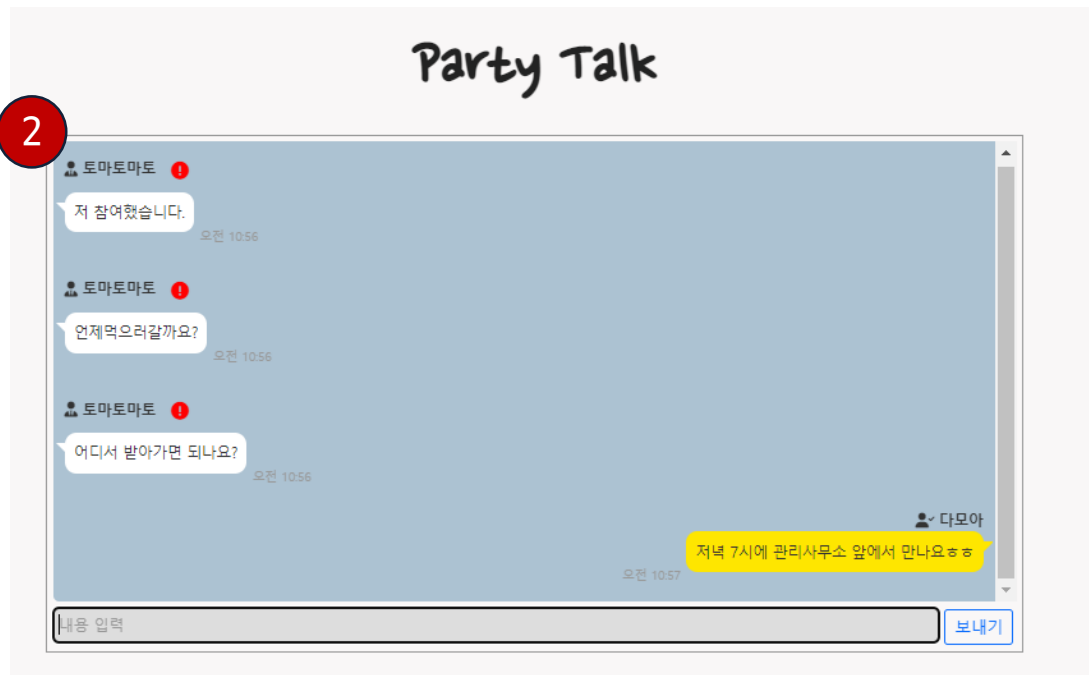 Party Talk
2
토마토마토
저 참여했습니다.
오전 10:56
토마토마토
언제먹으러갈까요?
오전 10:56
토마토마토
어디서 받아가면 되나요?
오전 10:56
다모아
저녁 7시에 관리사무소 앞에서 만나요ㅎㅎ
오전 10:57
내용 입력
보내기